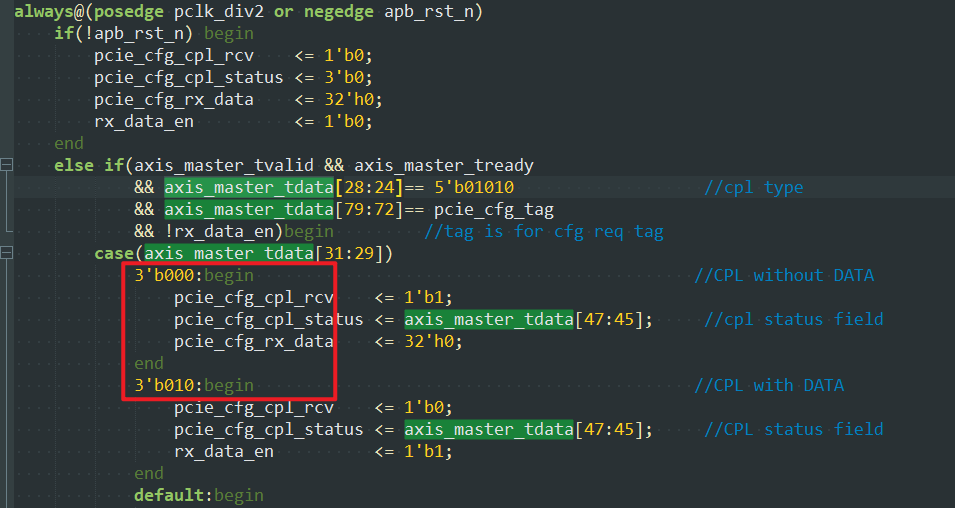 always@(posedge pclk_div2 or negedge apb_rst_n)
if(!apb_rst_n) begin
pcie_cfg_cpl_rcv <= 1'b0;
pcie_cfg_cpl_status <= 3'b0;
pcie_cfg_rx_data <= 32'h0;
rx_data_en <= 1'b0;
end
else if(axis_master_tvalid && axis_master_tready
&& axis_master_tdata[28:24]== 5'b01010 //cpl type
&& axis_master_tdata[79:72]== pcie_cfg_tag
&& !rx_data_en)begin //tag is for cfg req tag
case(axis_master_tdata[31:29])
3'b000:begin //CPL without DATA
pcie_cfg_cpl_rcv <= 1'b1;
pcie_cfg_cpl_status <= axis_master_tdata[47:45]; //cpl status field
pcie_cfg_rx_data <= 32'h0;
end
3'b010:begin //CPL with DATA
pcie_cfg_cpl_rcv <= 1'b0;
pcie_cfg_cpl_status <= axis_master_tdata[47:45]; //CPL status field
rx_data_en <= 1'b1;
end
default:begin